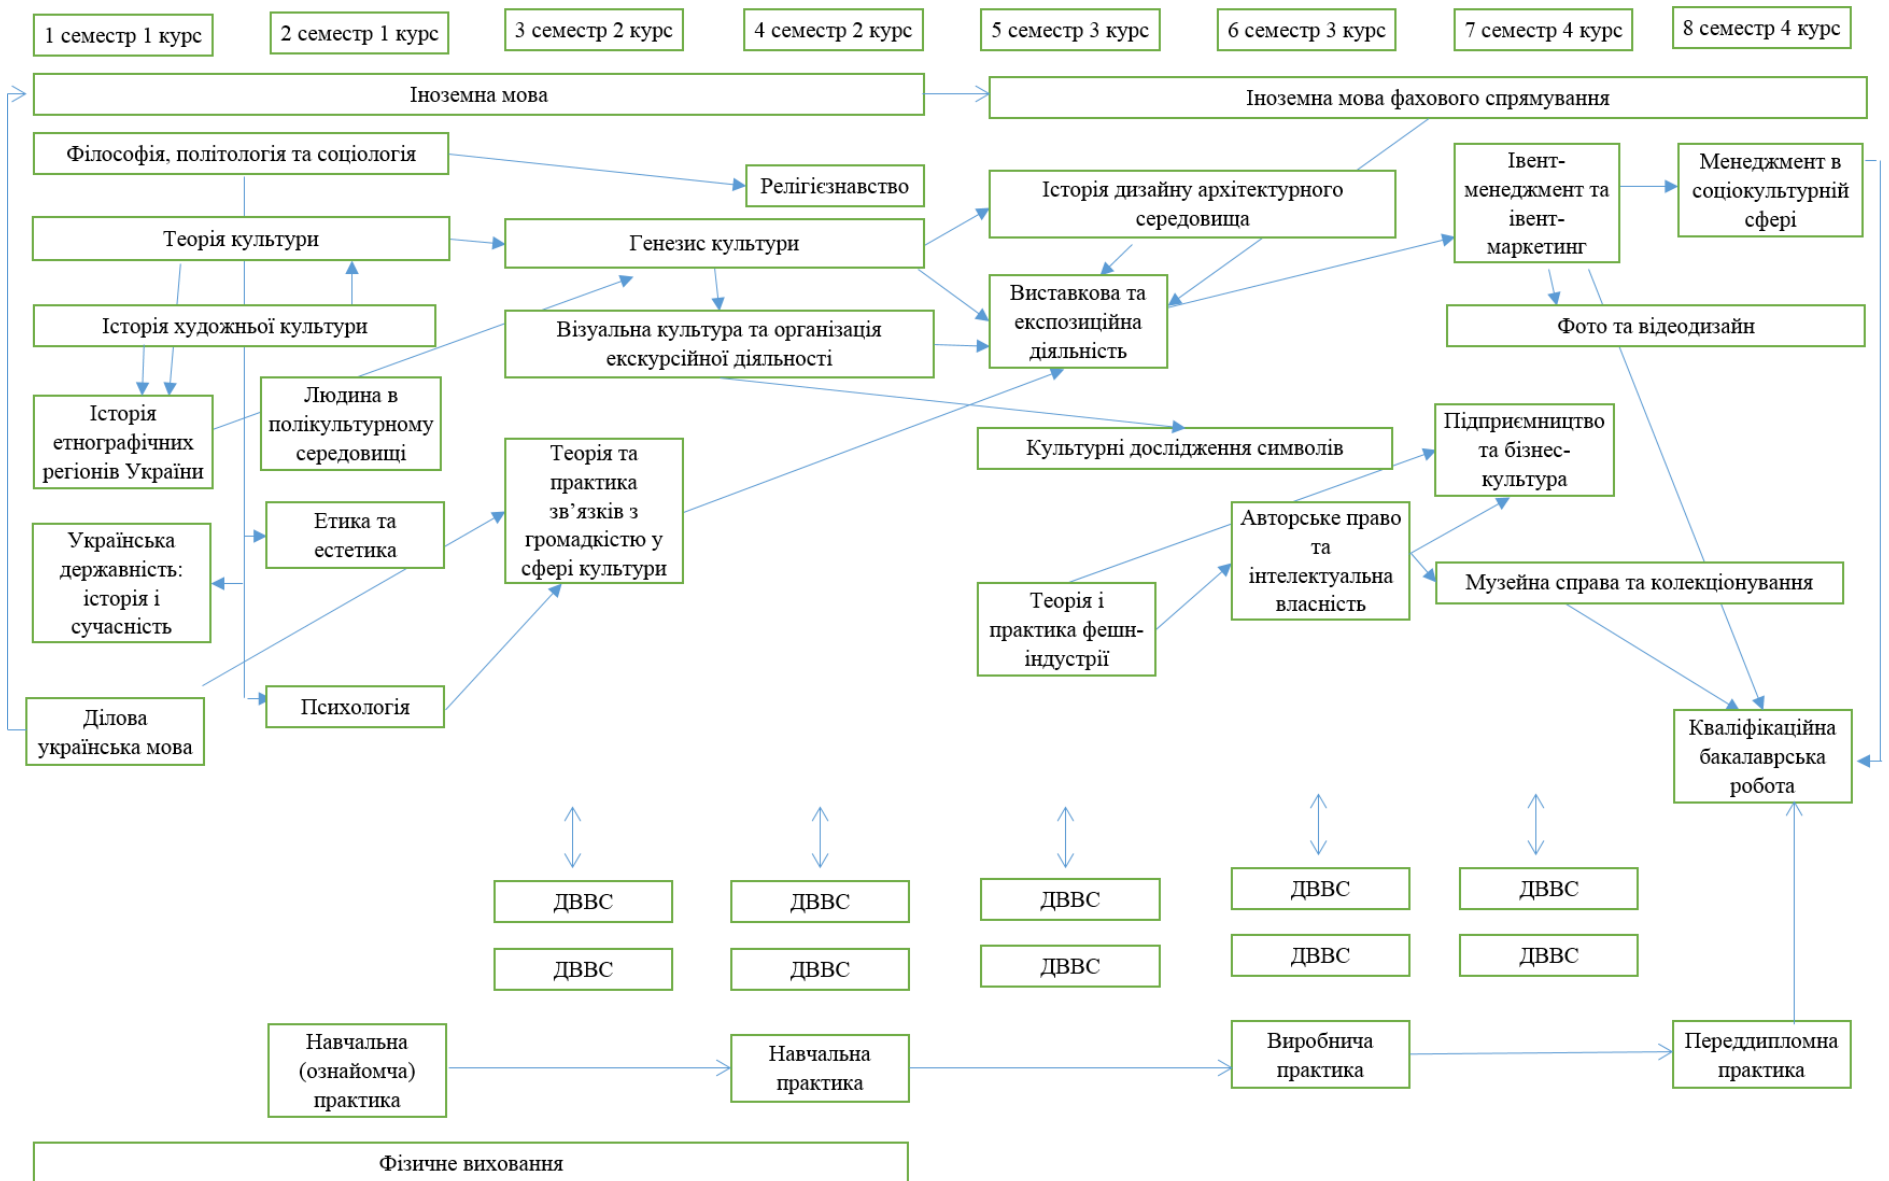 1 семестр 1 курс
2 семестр 1 курс
3 семестр 2 курс
4 семестр 2 курс
5 семестр 3 курс
6 семестр 3 курс
7 семестр 4 курс
8 семестр 4 курс
Іноземна мова
Іноземна мова фахового спрямування
Філософія, політологія та соціологія
Релігієзнавство
Історія дизайну архітектурного
середовища
Івент-
менеджмент та
івент-
маркетинг
Менеджмент в
соціокультурній
сфері
Теорія культури
Генезис культури
Виставкова та
експозиційна
діяльність
Історія художньої культури
Візуальна культура та організація
екскурсійної діяльності
Фото та відеодизайн
Історія
етнографічних
регіонів України
Людина в
полікультурному
середовищі
Культурні дослідження символів
Підприємництво
та бізнес-
культура
Теорія та
практика
зв’язків з
громадкістю у
сфері культури
Етика та
естетика
Українська
державність:
історія і
сучасність
Авторське право
та
інтелектуальна
власність
Музейна справа та колекціонування
Теорія і
практика фешн-
індустрії
Психологія
Ділова
українська мова
Кваліфікаційна
бакалаврська
робота
ДВВС
ДВВС
ДВВС
ДВВС
ДВВС
ДВВС
ДВВС
ДВВС
ДВВС
ДВВС
Навчальна
(ознайомча)
практика
Навчальна
практика
Виробнича
практика
Переддипломна
практика
Фізичне виховання